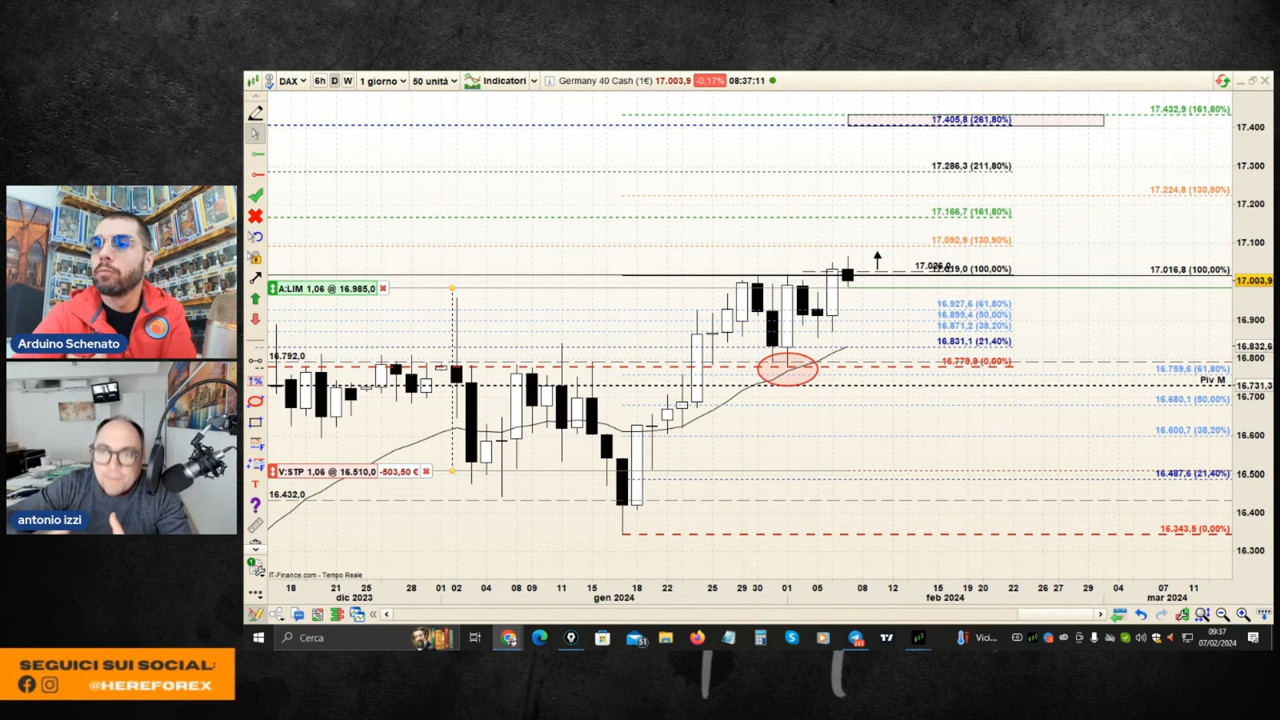 DAX 6h D W 1 giorno 50 unità Indicatori Germany 40 Cash (1€) 17.003,9 -0,17% 08:37:11
17.432,9 (161,80%)
17.405,8 (261,80%)
17.400
17.286,3 (211,80%)
17.300
17.224,8 (130,90%)
17.200
17.166,7 (161,80%)
17.092,9 (130,90%)
17.100
17.016,8 (100,00%)
17.003,9
A:LIM 1,06 @ 16.985,0
16.927,6 (61,80%)
16.900
16.899,4 (50,00%)
16.871,2 (38,20%)
16.831,1 (21,40%)
16.832,6
16.792,0
16.800
16.779,9 (0,00%)
16.759,6 (61,80%)
Piv M
16.731,3
16.700
16.680,1 (50,00%)
16.600,7 (38,20%)
16.600
V:STP 1,06 @ 16.510,0 -503,50 €
16.487,6 (21,40%)
16.500
16.432,0
16.400
16.343,5 (0,00%)
16.300
IT-Finance.com - Tempo Reale
18 21 25 28 01 02 04 08 09 11 15 18 22 24 29 30 01 05 08 12 15 19 20 22 26 27 29 04 07 11
dic 2023 gen 2024 feb 2024 mar 2024
Arduino Schenato
antonio izzi
Cerca
51
Vici...
09:37
07/02/2024
SEGUICI SUI SOCIAL:
@HEREFOREX